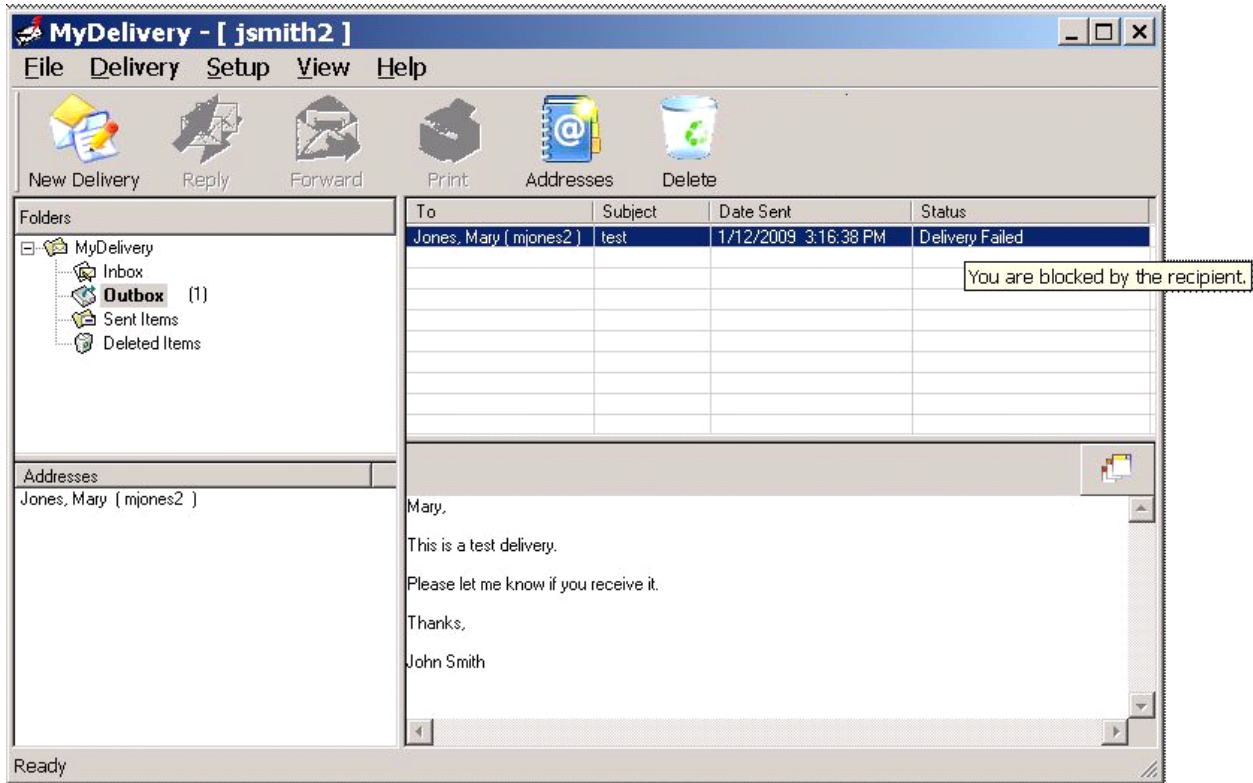 MyDelivery - [ jsmith2 ]
File Delivery Setup View Help
New Delivery Reply Forward Print Addresses Delete
Folders
MyDelivery
Inbox
Outbox (1)
Sent Items
Deleted Items
To Subject Date Sent Status
Jones, Mary ( mjones2 ) test 1/12/2009 3:16:38 PM Delivery Failed
You are blocked by the recipient.
Addresses
Jones, Mary ( mjones2 )
Mary,
This is a test delivery.
Please let me know if you receive it.
Thanks,
John Smith
Ready